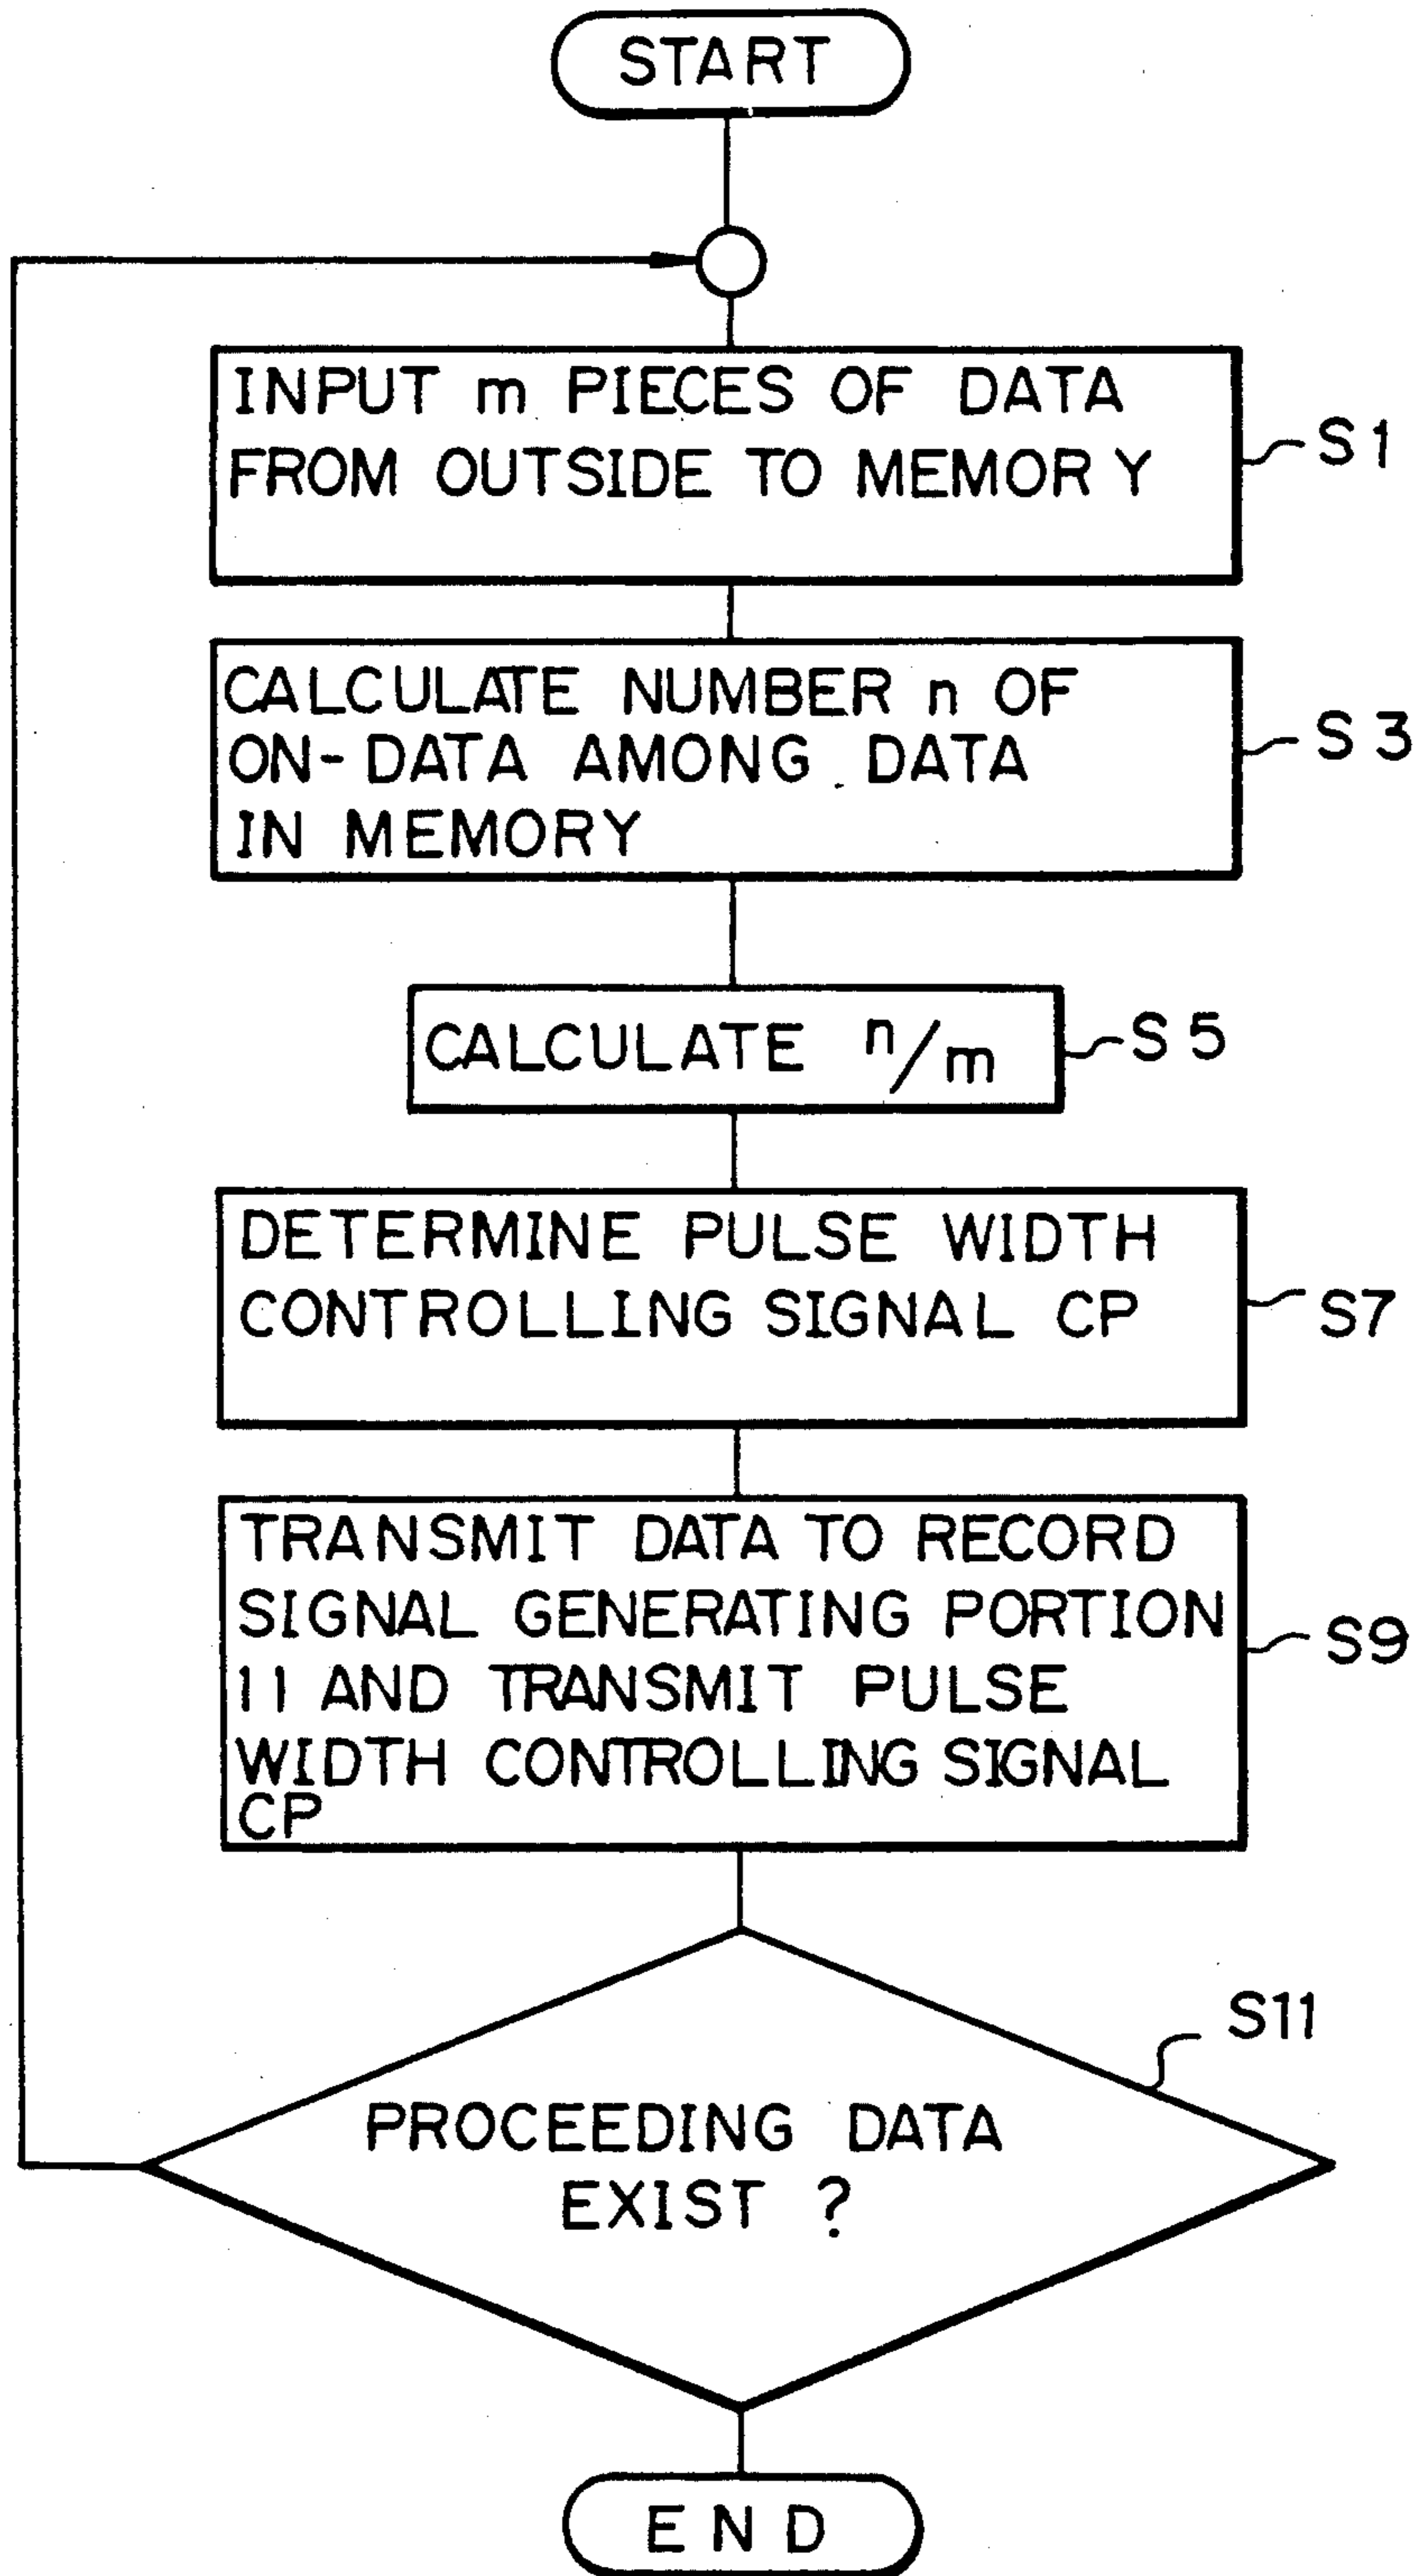 START
INPUT m PIECES OF DATA
FROM OUTSIDE TO MEMORY
S1
CALCULATE NUMBER n OF
ON-DATA AMONG DATA
IN MEMORY
S3
CALCULATE n/m
S5
DETERMINE PULSE WIDTH
CONTROLLING SIGNAL CP
S7
TRANSMIT DATA TO RECORD
SIGNAL GENERATING PORTION
11 AND TRANSMIT PULSE
WIDTH CONTROLLING SIGNAL
CP
S9
S11
PROCEEDING DATA
EXIST ?
END